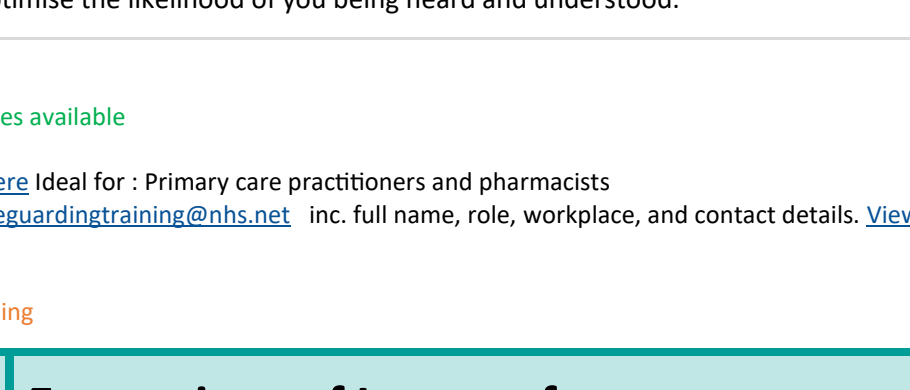 timise the likelihood of you being heard and understood.
es available
ere Ideal for : Primary care practitioners and pharmacists
eguardingtraining@nhs.net inc. full name, role, workplace, and contact details. View
ing